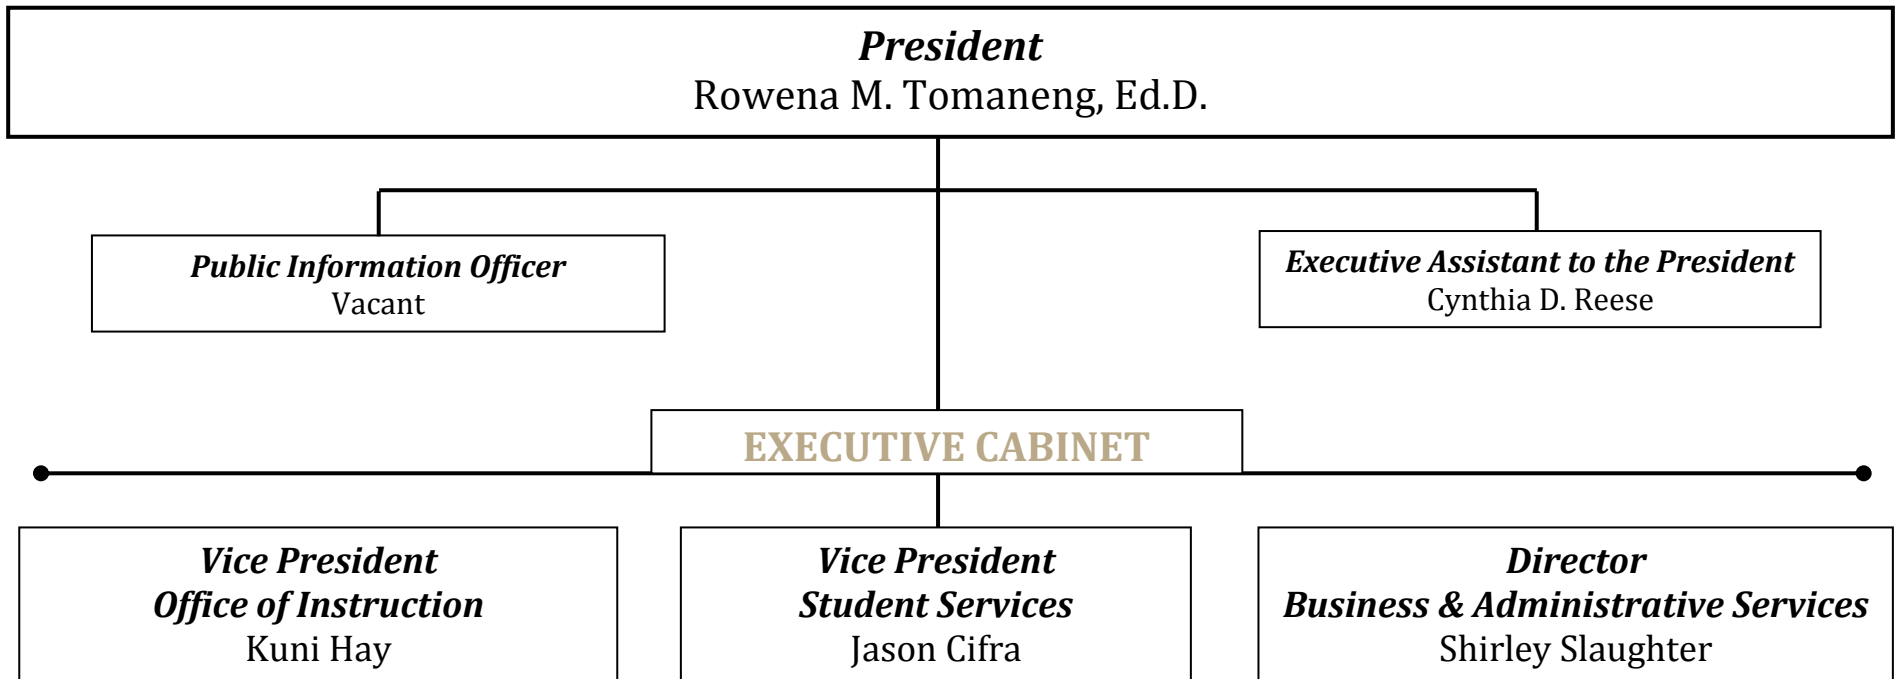 President
Rowena M. Tomaneng, Ed.D.
Public Information Officer
Vacant
Executive Assistant to the President
Cynthia D. Reese
EXECUTIVE CABINET
Vice President
Office of Instruction
Kuni Hay
Vice President
Student Services
Jason Cifra
Director
Business & Administrative Services
Shirley Slaughter